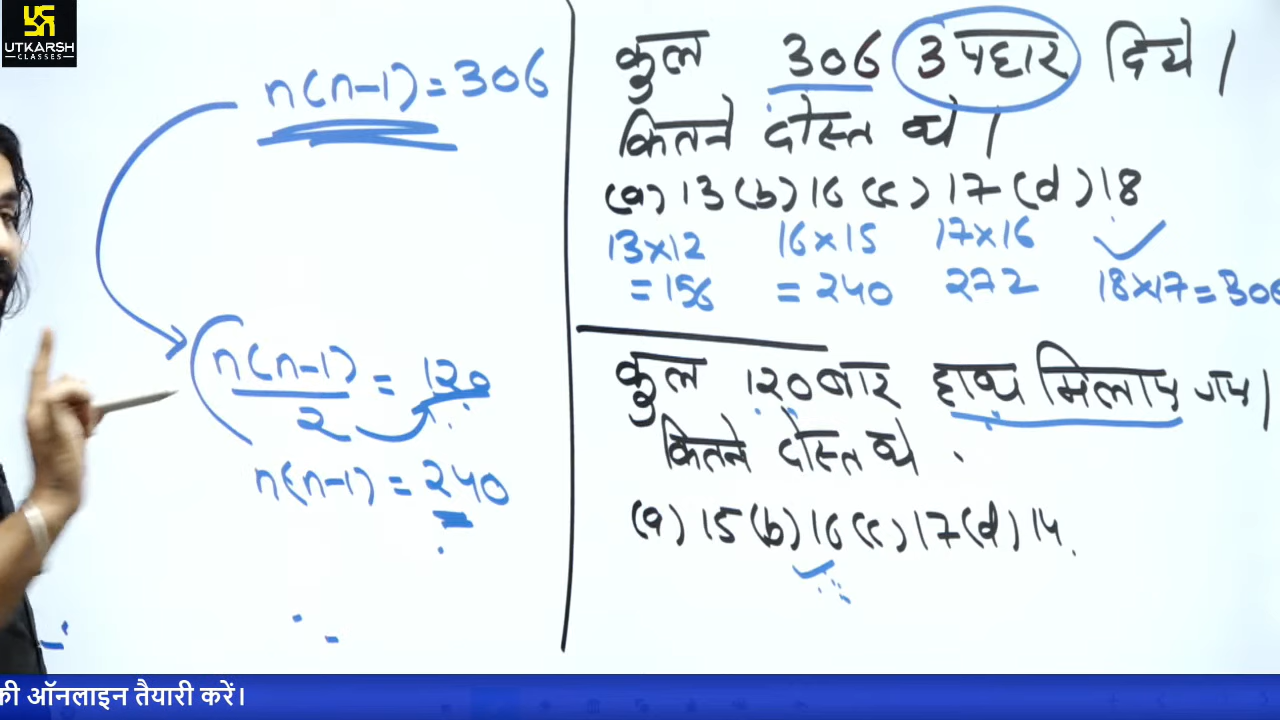 UTKARSH
CLASSES
n(n-1) = 306
n(n-1)/2 = 120
n(n-1) = 240
कुल 306 उपहार दिये।
कितने दोस्त थे।
(a) 13 (b) 16 (c) 17 (d) 18
13×12 16×15 17×16
= 156 = 240 272 18×17 = 306
कुल 120 बार हाथ मिलाए गए।
कितने दोस्त थे.
(a) 15 (b) 16 (c) 17 (d) 14.
की ऑनलाइन तैयारी करें।